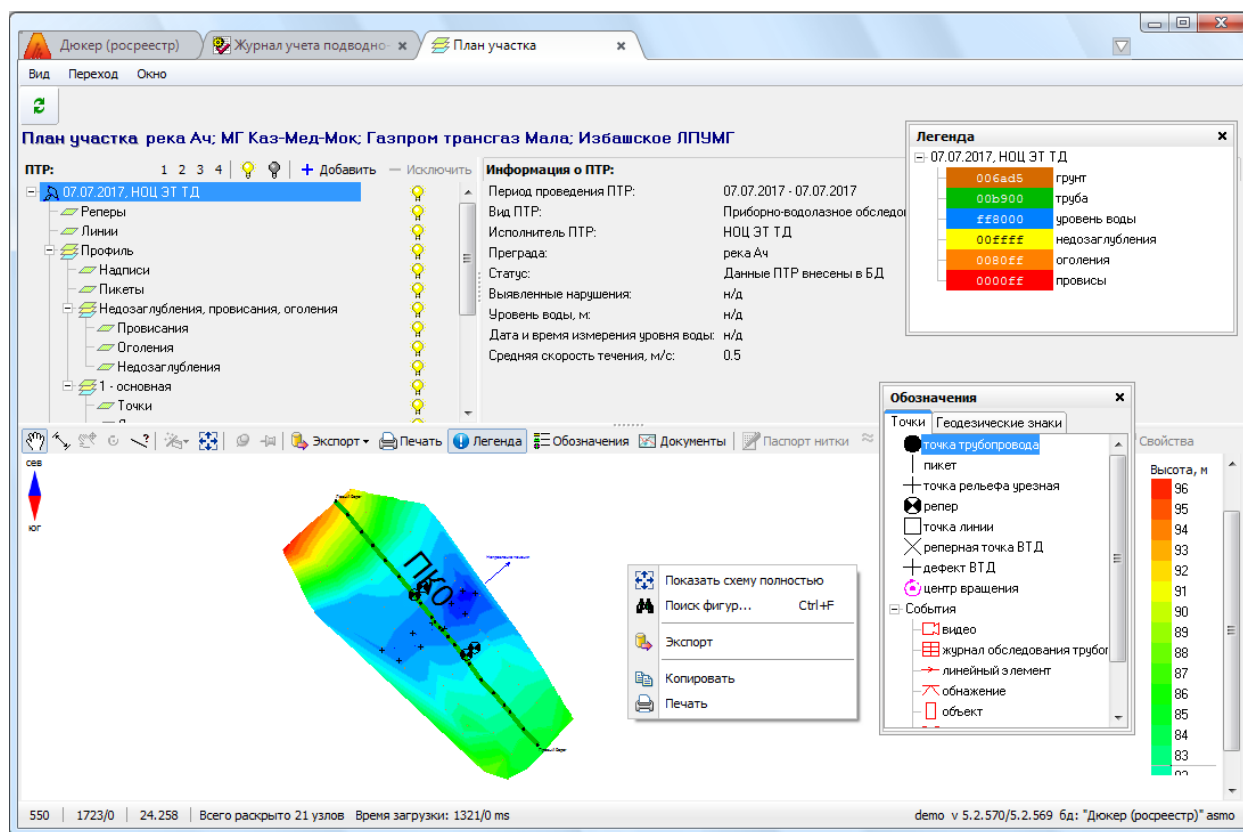 Дюкер (росреестр)
Журнал учета подводно-
План участка
Вид Переход Окно
План участка река Ач; МГ Каз-Мед-Мок; Газпром трансгаз Мала; Избашское ЛПУМГ
ПТР: 1 2 3 4 Добавить Исключить
07.07.2017, НОЦ ЭТ ТД
Реперы
Линии
Профиль
Надписи
Пикеты
Недозаглубления, провисания, оголения
Провисания
Оголения
Недозаглубления
1 - основная
Точки
Информация о ПТР:
Период проведения ПТР: 07.07.2017 - 07.07.2017
Вид ПТР: Приборно-водолазное обследо
Исполнитель ПТР: НОЦ ЭТ ТД
Преграда: река Ач
Статус: Данные ПТР внесены в БД
Выявленные нарушения: н/д
Уровень воды, м: н/д
Дата и время измерения уровня воды: н/д
Средняя скорость течения, м/с: 0.5
Легенда
07.07.2017, НОЦ ЭТ ТД
006ad5 грунт
00b900 труба
ff8000 уровень воды
00ffff недозаглубления
0080ff оголения
0000ff провисы
Экспорт Печать Легенда Обозначения Документы Паспорт нитки Свойства
Обозначения
Точки Геодезические знаки
точка трубопровода
пикет
точка рельефа урезная
репер
точка линии
реперная точка ВТД
дефект ВТД
центр вращения
События
видео
журнал обследования трубог
линейный элемент
обнажение
объект
сев
юг
Левый берег
ПК0
Направление течения
Правый берег
Показать схему полностью
Поиск фигур... Ctrl+F
Экспорт
Копировать
Печать
Высота, м
96
95
94
93
92
91
90
89
88
87
86
85
84
83
550 1723/0 24.258 Всего раскрыто 21 узлов Время загрузки: 1321/0 ms
demo v 5.2.570/5.2.569 бд: "Дюкер (росреестр)" asmo